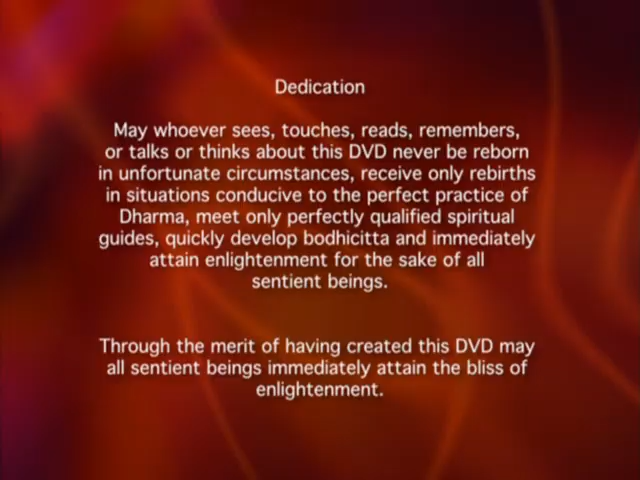 Dedication
May whoever sees, touches, reads, remembers,
or talks or thinks about this DVD never be reborn
in unfortunate circumstances, receive only rebirths
in situations conducive to the perfect practice of
Dharma, meet only perfectly qualified spiritual
guides, quickly develop bodhicitta and immediately
attain enlightenment for the sake of all
sentient beings.
Through the merit of having created this DVD may
all sentient beings immediately attain the bliss of
enlightenment.